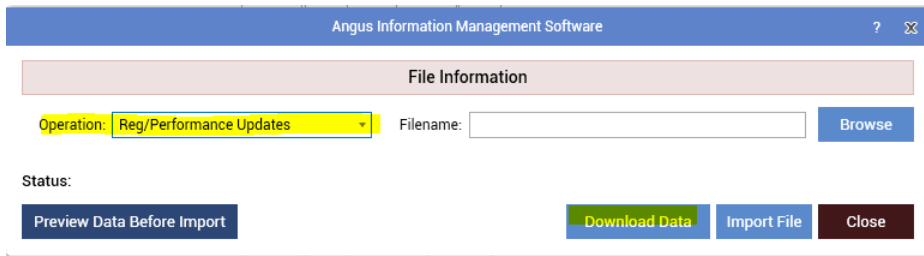 Angus Information Management Software ? X
File Information
Operation: Reg/Performance Updates Filename: Browse
Status:
Preview Data Before Import Download Data Import File Close